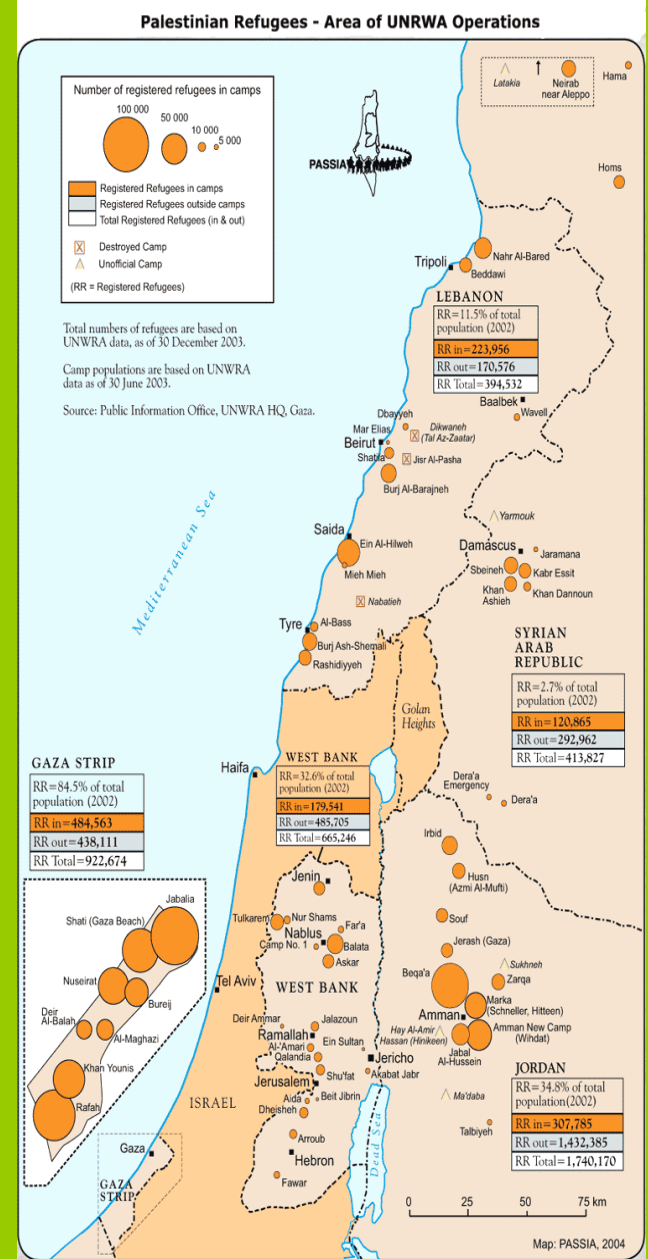 Palestinian Refugees - Area of UNRWA Operations
Number of registered refugees in camps
100 000
50 000
10 000
5 000
Registered Refugees in camps
Registered Refugees outside camps
Total Registered Refugees (in & out)
Destroyed Camp
Unofficial Camp
(RR = Registered Refugees)
Total numbers of refugees are based on
UNWRA data, as of 30 December 2003.
Camp populations are based on UNWRA
data as of 30 June 2003.
Source: Public Information Office, UNWRA HQ, Gaza.
PASSIA
Latakia
Neirab
near Aleppo
Hama
Homs
Tripoli
Nahr Al-Bared
Beddawi
LEBANON
RR=11.5% of total
population (2002)
RR in=223,956
RR out=170,576
RR Total=394,532
Baalbek
Wavell
Dbayyeh
Mar Elias
Dikwaneh
(Tal Az-Zaatar)
Beirut
Shatila
Jisr Al-Pasha
Burj Al-Barajneh
Mediterranean Sea
Yarmouk
Saida
Ein Al-Hilweh
Mieh Mieh
Damascus
Jaramana
Sbeineh
Kabr Essit
Khan
Ashieh
Khan Dannoun
Nabatieh
Tyre
Al-Bass
Burj Ash-Shemali
Rashidiyyeh
SYRIAN
ARAB
REPUBLIC
RR=2.7% of total
population (2002)
RR in=120,865
RR out=292,962
RR Total=413,827
Golan
Heights
Haifa
WEST BANK
RR=32.6% of total
population (2002)
RR in=179,541
RR out=485,705
RR Total=665,246
GAZA STRIP
RR=84.5% of total
population (2002)
RR in=484,563
RR out=438,111
RR Total=922,674
Dera'a
Emergency
Dera'a
Irbid
Husn
(Azmi Al-Mufti)
Souf
Jerash (Gaza)
Sukhneh
Beqa'a
Zarqa
Marka
(Schneller, Hitteen)
Amman
Hay Al-Amir
Hassan (Hinikeen)
Amman New Camp
(Wihdat)
Jabal
Al-Hussein
Ma'daba
Talbiyeh
Jenin
Tulkarem
Nur Shams
Far'a
Nablus
Camp No. 1
Balata
Askar
WEST BANK
Tel Aviv
Deir Ammar
Jalazoun
Ramallah
Al-'Amari
Ein Sultan
Qalandia
Jericho
Shu'fat
Akabat Jabr
Jerusalem
Aida
Beit Jibrin
Dheisheh
Arroub
Hebron
Fawar
Dead Sea
ISRAEL
Jabalia
Shati (Gaza Beach)
Nuseirat
Bureij
Deir
Al-Balah
Al-Maghazi
Khan Younis
Rafah
Gaza
GAZA
STRIP
JORDAN
RR=34.8% of total
population(2002)
RR in=307,785
RR out=1,432,385
RR Total=1,740,170
0 25 50 75 km
Map: PASSIA, 2004